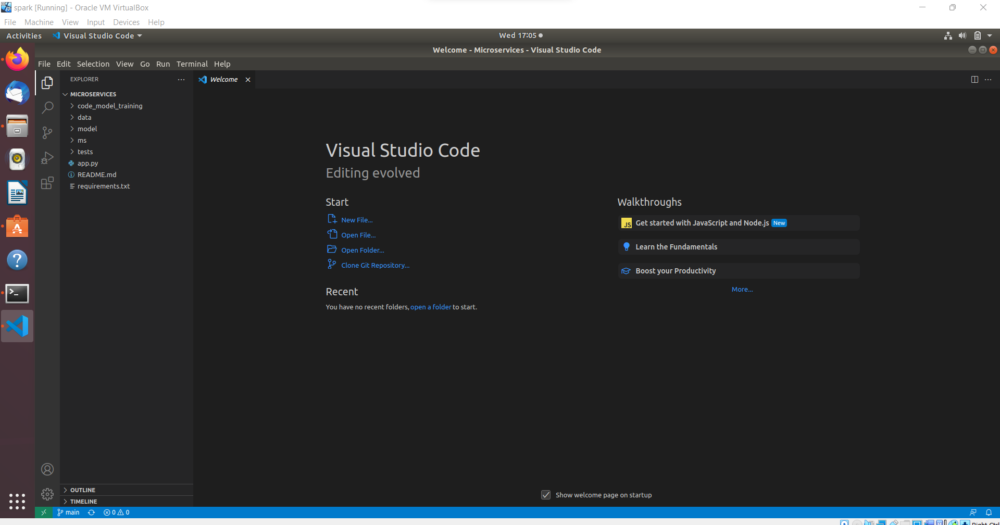 spark [Running] - Oracle VM VirtualBox
File Machine View Input Devices Help
Activities Visual Studio Code Wed 17:05
Welcome - Microservices - Visual Studio Code
File Edit Selection View Go Run Terminal Help
EXPLORER
Welcome
MICROSERVICES
code_model_training
data
model
ms
tests
app.py
README.md
requirements.txt
Visual Studio Code
Editing evolved
Start
New File...
Open File...
Open Folder...
Clone Git Repository...
Recent
You have no recent folders, open a folder to start.
Walkthroughs
JS Get started with JavaScript and Node.js New
Learn the Fundamentals
Boost your Productivity
More...
Show welcome page on startup
OUTLINE
TIMELINE
main 0 0
Right Ctrl